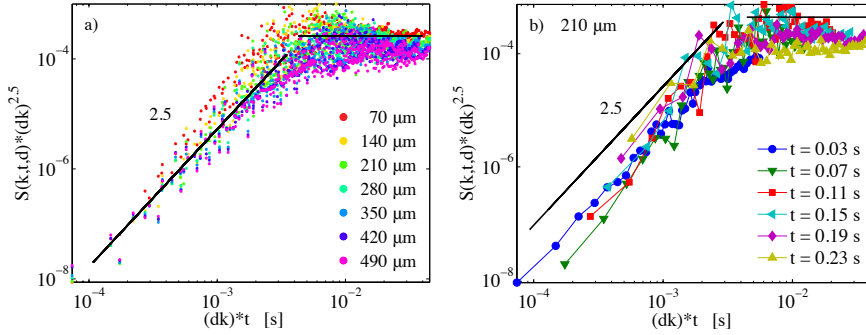 a)
S(k,t,d)*(dk)^2.5
10^-4
10^-6
10^-8
2.5
70 µm
140 µm
210 µm
280 µm
350 µm
420 µm
490 µm
10^-4
10^-3
10^-2
(dk)*t [s]
b)
210 µm
S(k,t,d)*(dk)^2.5
10^-4
10^-6
10^-8
2.5
t = 0.03 s
t = 0.07 s
t = 0.11 s
t = 0.15 s
t = 0.19 s
t = 0.23 s
10^-4
10^-3
10^-2
(dk)*t [s]